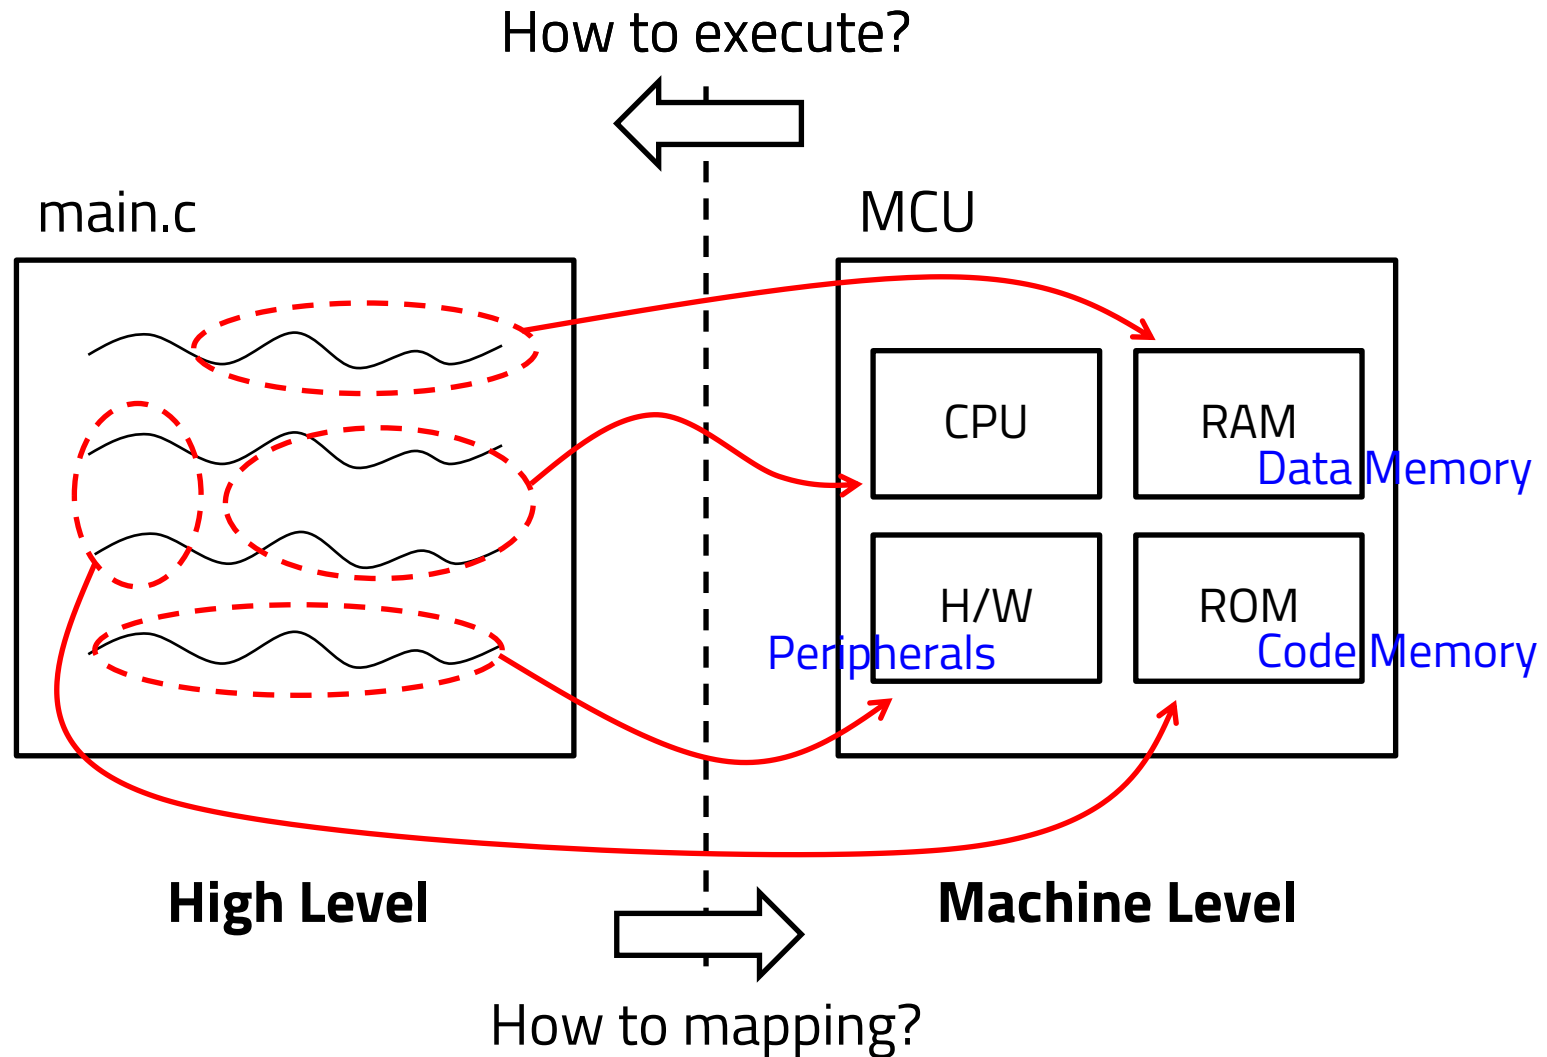 How to execute?
main.c
MCU
CPU
RAM
Data Memory
H/W
Peripherals
ROM
Code Memory
High Level
Machine Level
How to mapping?